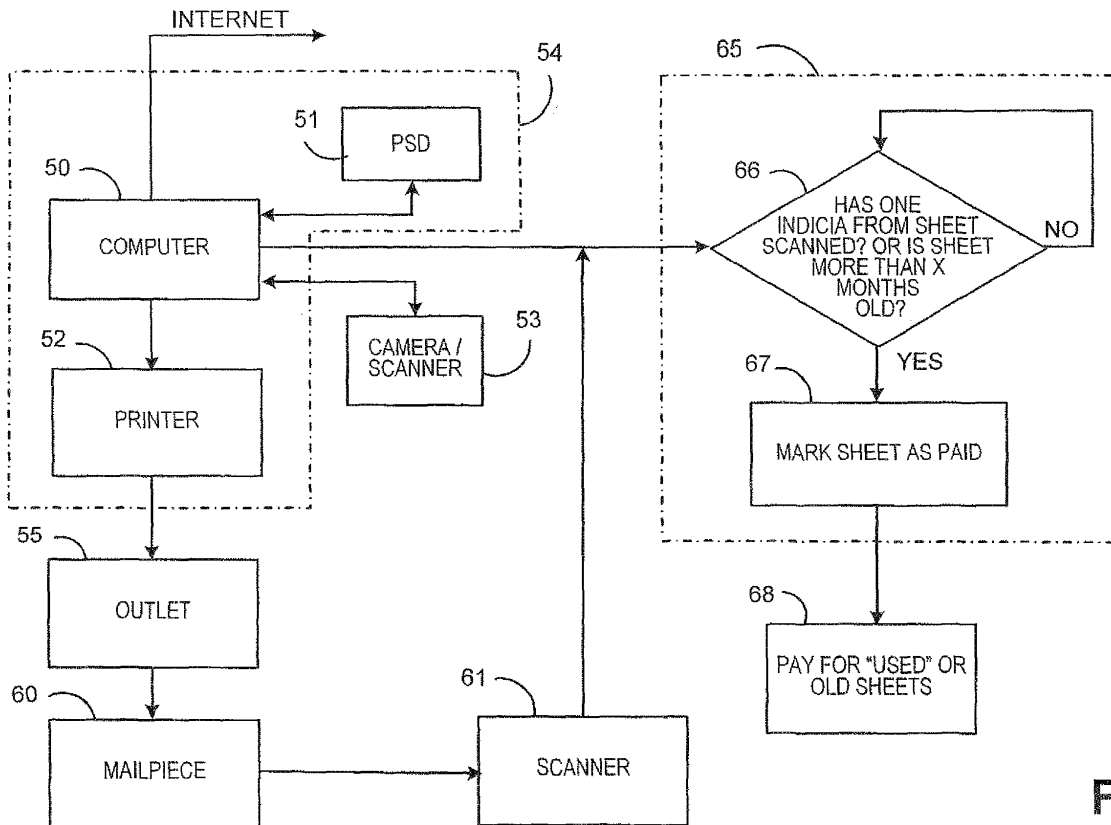 INTERNET
54
65
51
PSD
50
COMPUTER
66
HAS ONE
INDICIA FROM SHEET
SCANNED? OR IS SHEET
MORE THAN X
MONTHS
OLD?
NO
YES
53
CAMERA /
SCANNER
52
PRINTER
67
MARK SHEET AS PAID
55
OUTLET
68
PAY FOR "USED" OR
OLD SHEETS
60
MAILPIECE
61
SCANNER
F